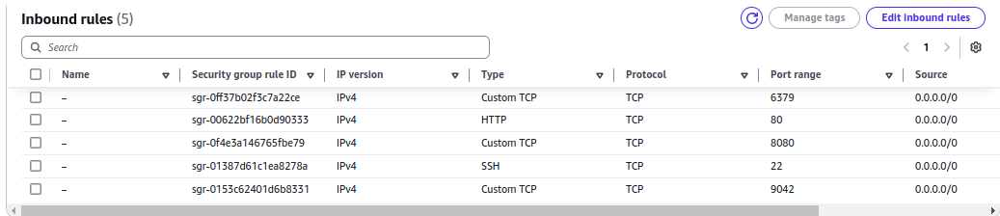 Inbound rules (5)
Manage tags
Edit inbound rules
Search
1
Name Security group rule ID IP version Type Protocol Port range Source
– sgr-0ff37b02f3c7a22ce IPv4 Custom TCP TCP 6379 0.0.0.0/0
– sgr-00622bf16b0d90333 IPv4 HTTP TCP 80 0.0.0.0/0
– sgr-0f4e3a146765fbe79 IPv4 Custom TCP TCP 8080 0.0.0.0/0
– sgr-01387d61c1ea8278a IPv4 SSH TCP 22 0.0.0.0/0
– sgr-0153c62401d6b8331 IPv4 Custom TCP TCP 9042 0.0.0.0/0